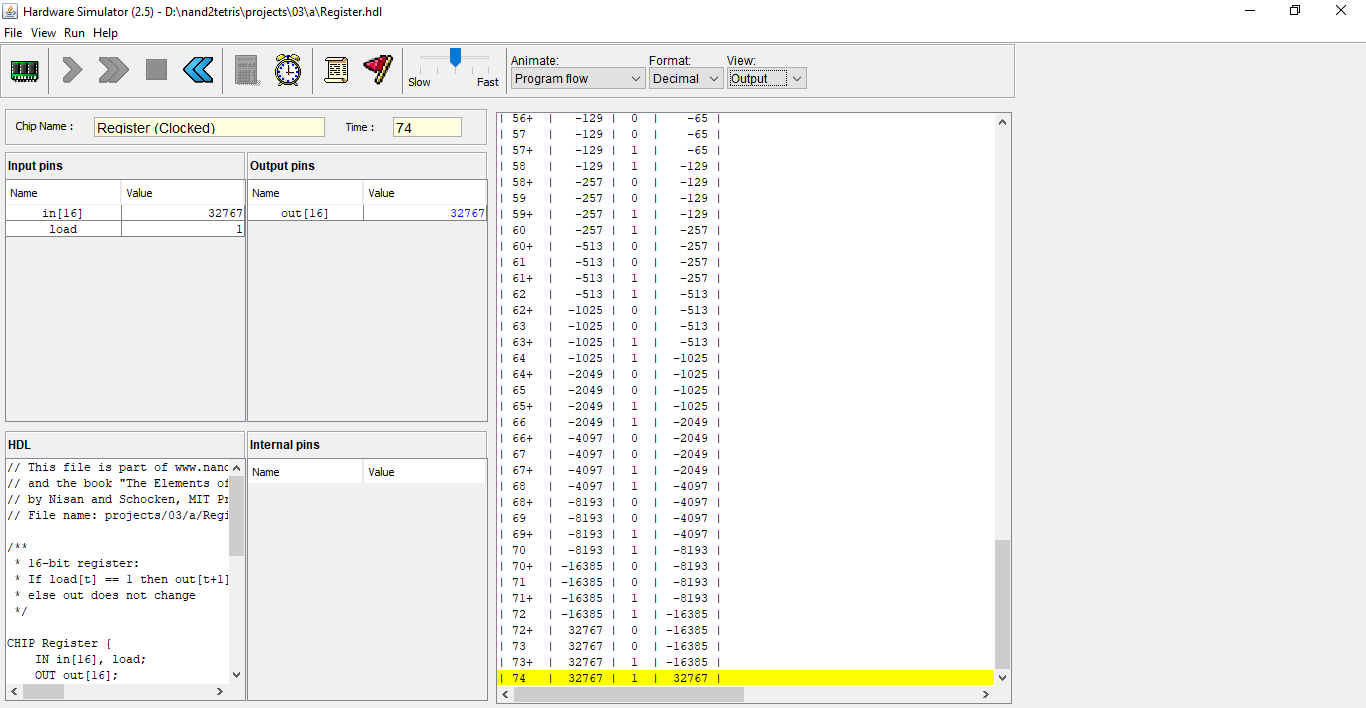 Hardware Simulator (2.5) - D:\nand2tetris\projects\03\a\Register.hdl
File View Run Help
Slow Fast
Animate: Format: View:
Program flow Decimal Output
Chip Name : Register (Clocked) Time : 74
Input pins
Name Value
in[16] 32767
load 1
Output pins
Name Value
out[16] 32767
HDL
// This file is part of www.nand
// and the book "The Elements of
// by Nisan and Schocken, MIT Pr
// File name: projects/03/a/Regi
/**
* 16-bit register:
* If load[t] == 1 then out[t+1]
* else out does not change
*/
CHIP Register {
IN in[16], load;
OUT out[16];
Internal pins
Name Value
| 56+ | -129 | 0 | -65 |
| 57 | -129 | 0 | -65 |
| 57+ | -129 | 1 | -65 |
| 58 | -129 | 1 | -129 |
| 58+ | -257 | 0 | -129 |
| 59 | -257 | 0 | -129 |
| 59+ | -257 | 1 | -129 |
| 60 | -257 | 1 | -257 |
| 60+ | -513 | 0 | -257 |
| 61 | -513 | 0 | -257 |
| 61+ | -513 | 1 | -257 |
| 62 | -513 | 1 | -513 |
| 62+ | -1025 | 0 | -513 |
| 63 | -1025 | 0 | -513 |
| 63+ | -1025 | 1 | -513 |
| 64 | -1025 | 1 | -1025 |
| 64+ | -2049 | 0 | -1025 |
| 65 | -2049 | 0 | -1025 |
| 65+ | -2049 | 1 | -1025 |
| 66 | -2049 | 1 | -2049 |
| 66+ | -4097 | 0 | -2049 |
| 67 | -4097 | 0 | -2049 |
| 67+ | -4097 | 1 | -2049 |
| 68 | -4097 | 1 | -4097 |
| 68+ | -8193 | 0 | -4097 |
| 69 | -8193 | 0 | -4097 |
| 69+ | -8193 | 1 | -4097 |
| 70 | -8193 | 1 | -8193 |
| 70+ | -16385 | 0 | -8193 |
| 71 | -16385 | 0 | -8193 |
| 71+ | -16385 | 1 | -8193 |
| 72 | -16385 | 1 | -16385 |
| 72+ | 32767 | 0 | -16385 |
| 73 | 32767 | 0 | -16385 |
| 73+ | 32767 | 1 | -16385 |
| 74 | 32767 | 1 | 32767 |